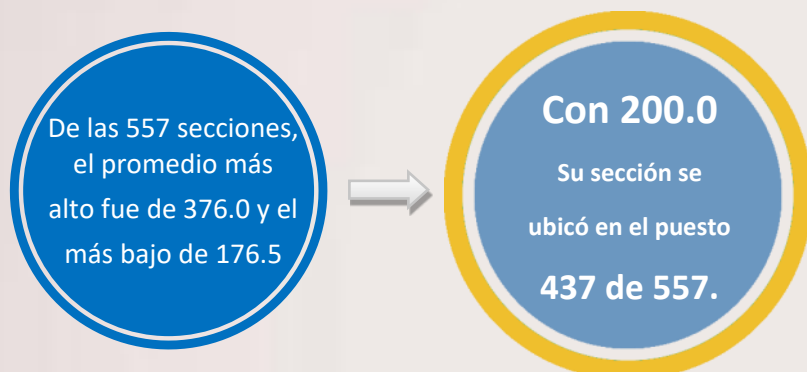 De las 557 secciones,
el promedio más
alto fue de 376.0 y el
más bajo de 176.5
Con 200.0
Su sección se
ubicó en el puesto
437 de 557.